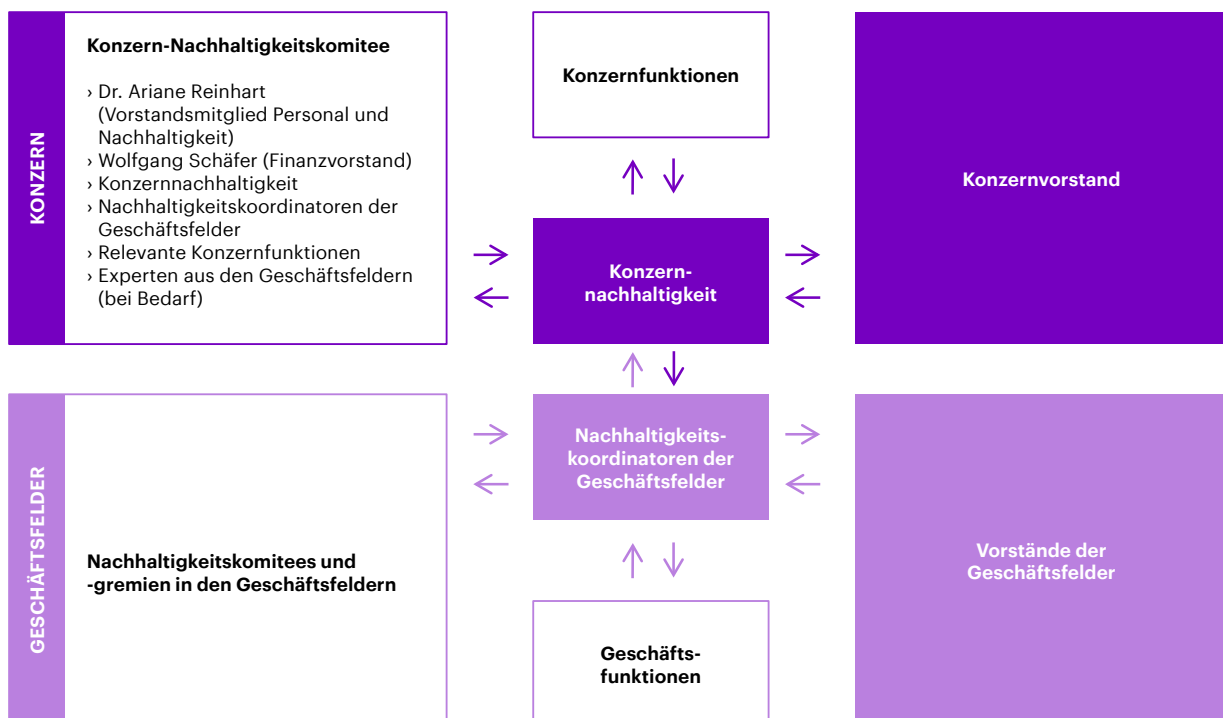 KONZERN
Konzern-Nachhaltigkeitskomitee
› Dr. Ariane Reinhart
(Vorstandsmitglied Personal und
Nachhaltigkeit)
› Wolfgang Schäfer (Finanzvorstand)
› Konzernnachhaltigkeit
› Nachhaltigkeitskoordinatoren der
Geschäftsfelder
› Relevante Konzernfunktionen
› Experten aus den Geschäftsfeldern
(bei Bedarf)
Konzernfunktionen
Konzern-
nachhaltigkeit
Konzernvorstand
GESCHÄFTSFELDER
Nachhaltigkeitskomitees und
-gremien in den Geschäftsfeldern
Nachhaltigkeits-
koordinatoren der
Geschäftsfelder
Geschäfts-
funktionen
Vorstände der
Geschäftsfelder